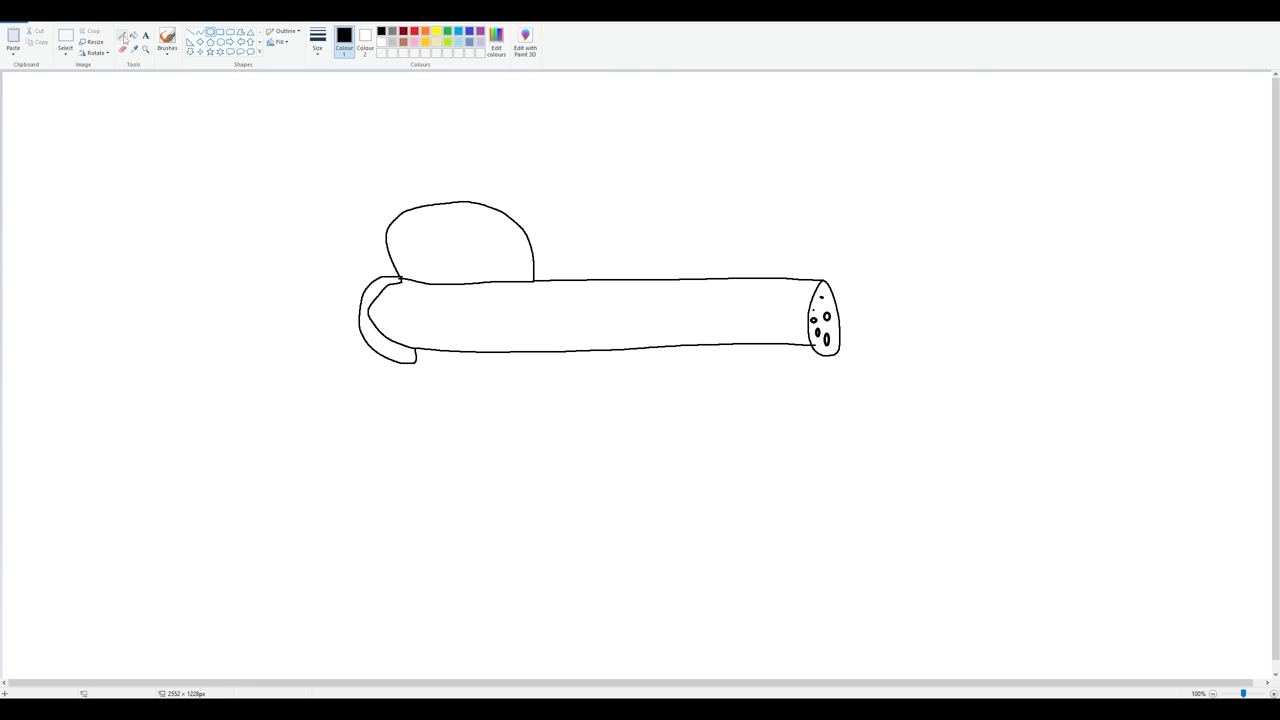 Paste
Cut
Copy
Clipboard
Select
Crop
Resize
Rotate
Image
A
Tools
Brushes
Outline
Fill
Shapes
Size
Colour
1
Colour
2
Edit
colours
Colours
Edit with
Paint 3D
2552 × 1228px
100%